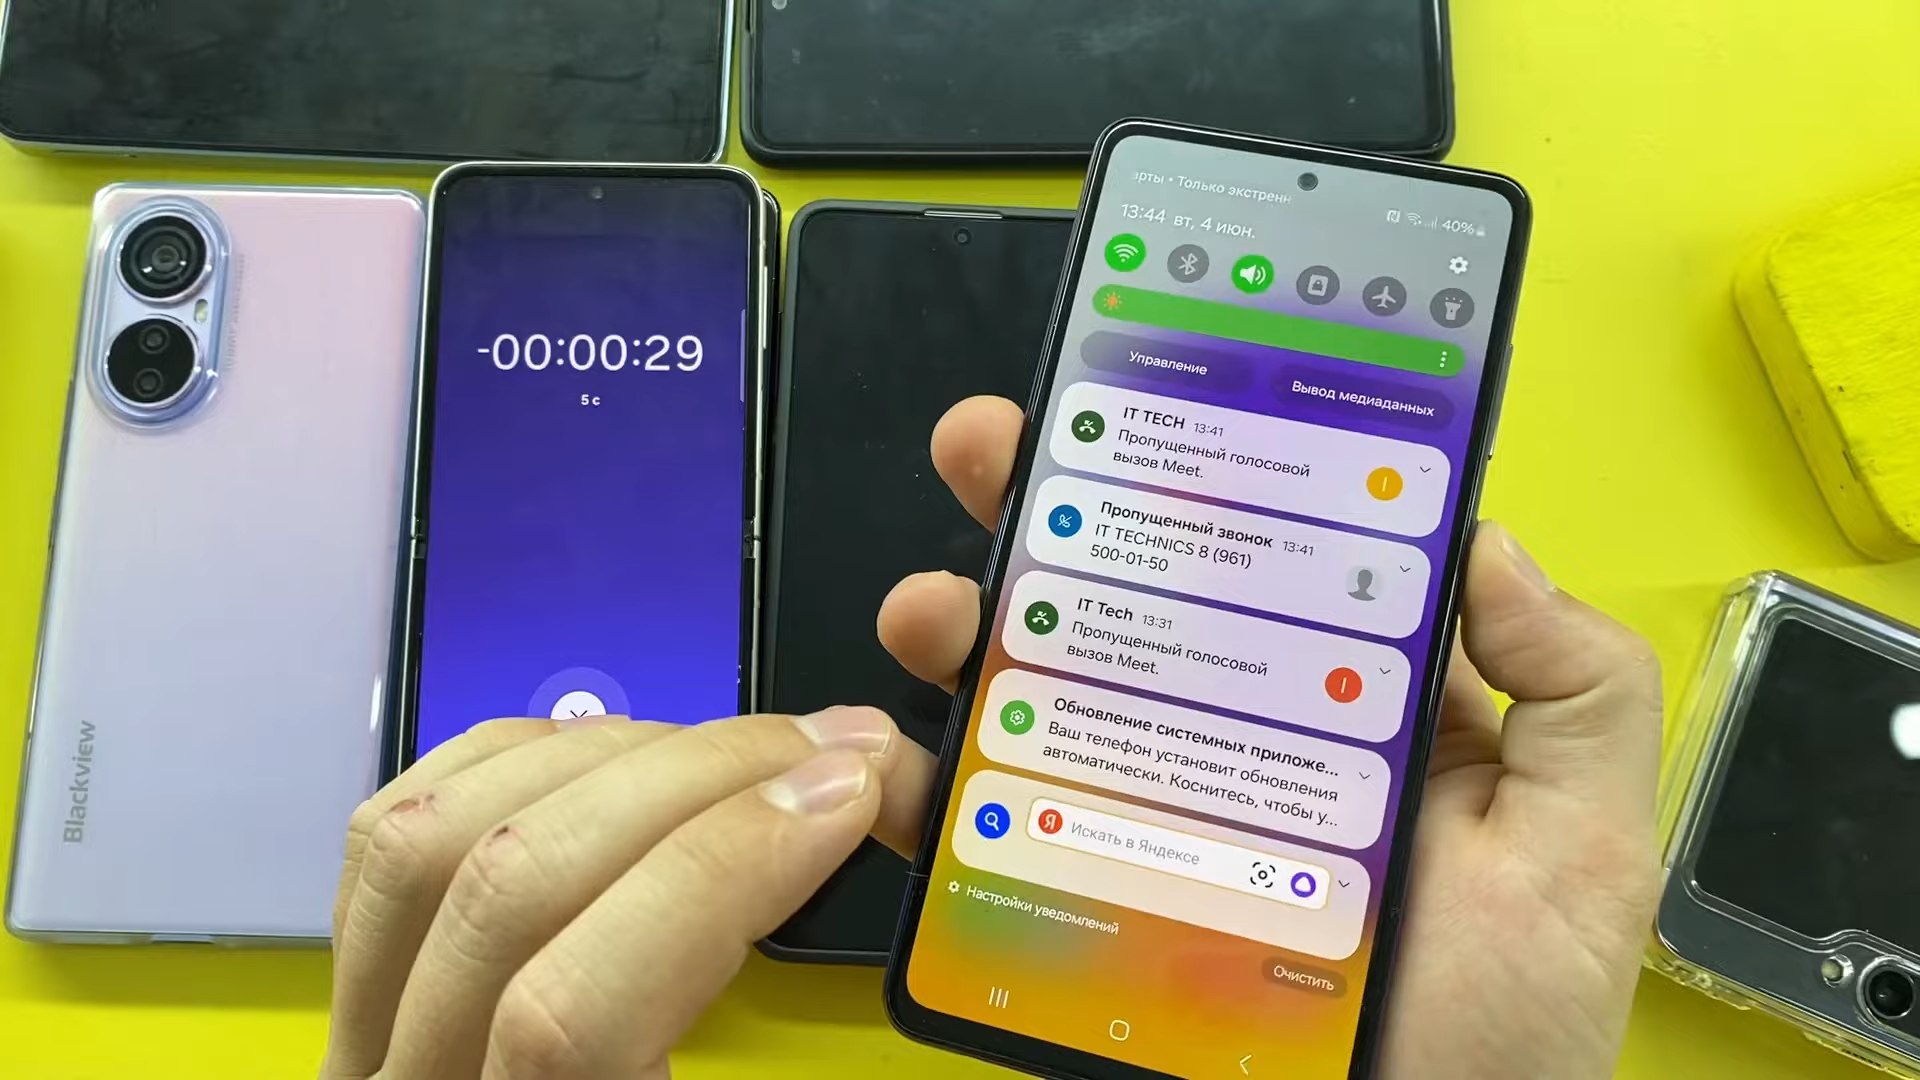 Blackview
-00:00:29
5 с
арты • Только экстренн
40%
13:44 вт, 4 июн.
Управление
Вывод медиаданных
IT TECH 13:41
Пропущенный голосовой
вызов Meet.
Пропущенный звонок 13:41
IT TECHNICS 8 (961)
500-01-50
IT Tech 13:31
Пропущенный голосовой
вызов Meet.
Обновление системных приложе...
Ваш телефон установит обновления
автоматически. Коснитесь, чтобы у...
Я Искать в Яндексе
Настройки уведомлений
Очистить